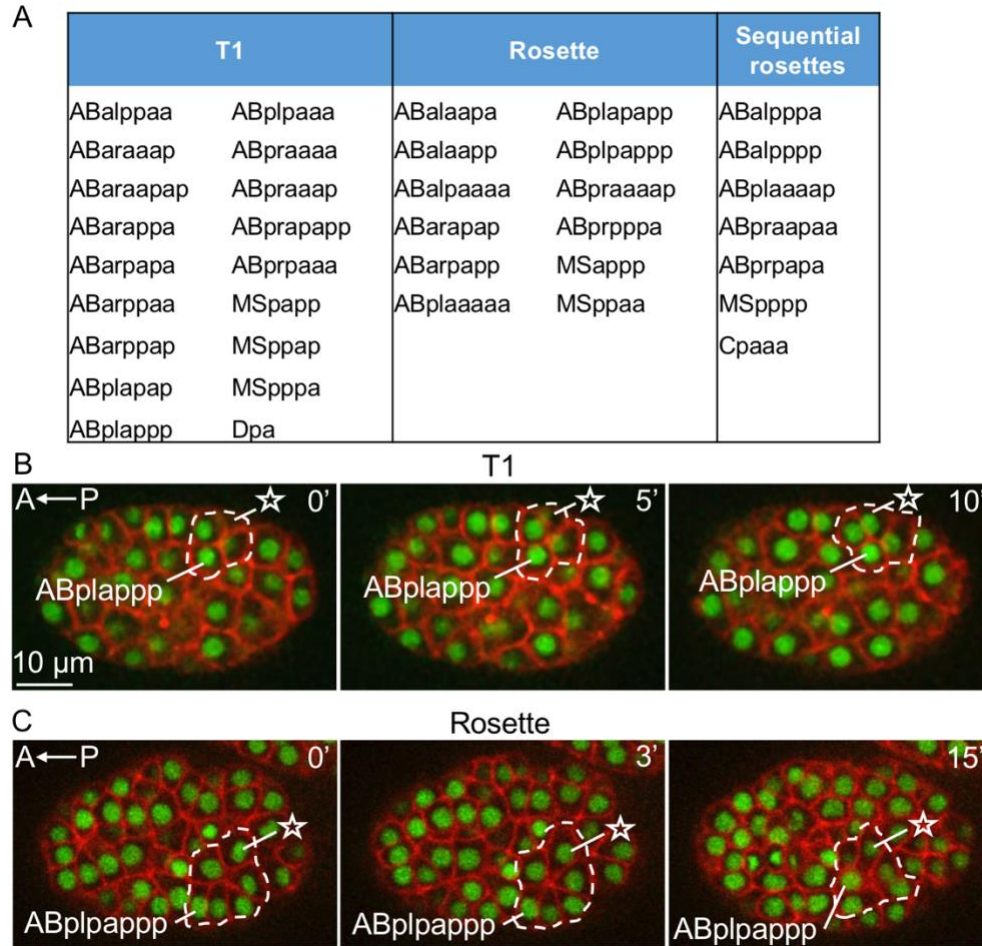 A
T1 Rosette Sequential rosettes
ABalppaa ABplpaaa ABalaapa ABplapapp ABalpppa
ABaraaap ABpraaaa ABalaapp ABplpappp ABalpppp
ABaraapap ABpraaap ABalpaaaa ABpraaaap ABplaaaap
ABarappa ABprapapp ABarapap ABprpppa ABpraapaa
ABarpapa ABprpaaa ABarpapp MSappp ABprpapa
ABarppaa MSpapp ABplaaaaa MSppaa MSpppp
ABarppap MSppap Cpaaa
ABplapap MSpppa
ABplappp Dpa
B
T1
A P 0' 5' 10'
ABplappp ABplappp ABplappp
10 µm
C
Rosette
A P 0' 3' 15'
ABplpappp ABplpappp ABplpappp